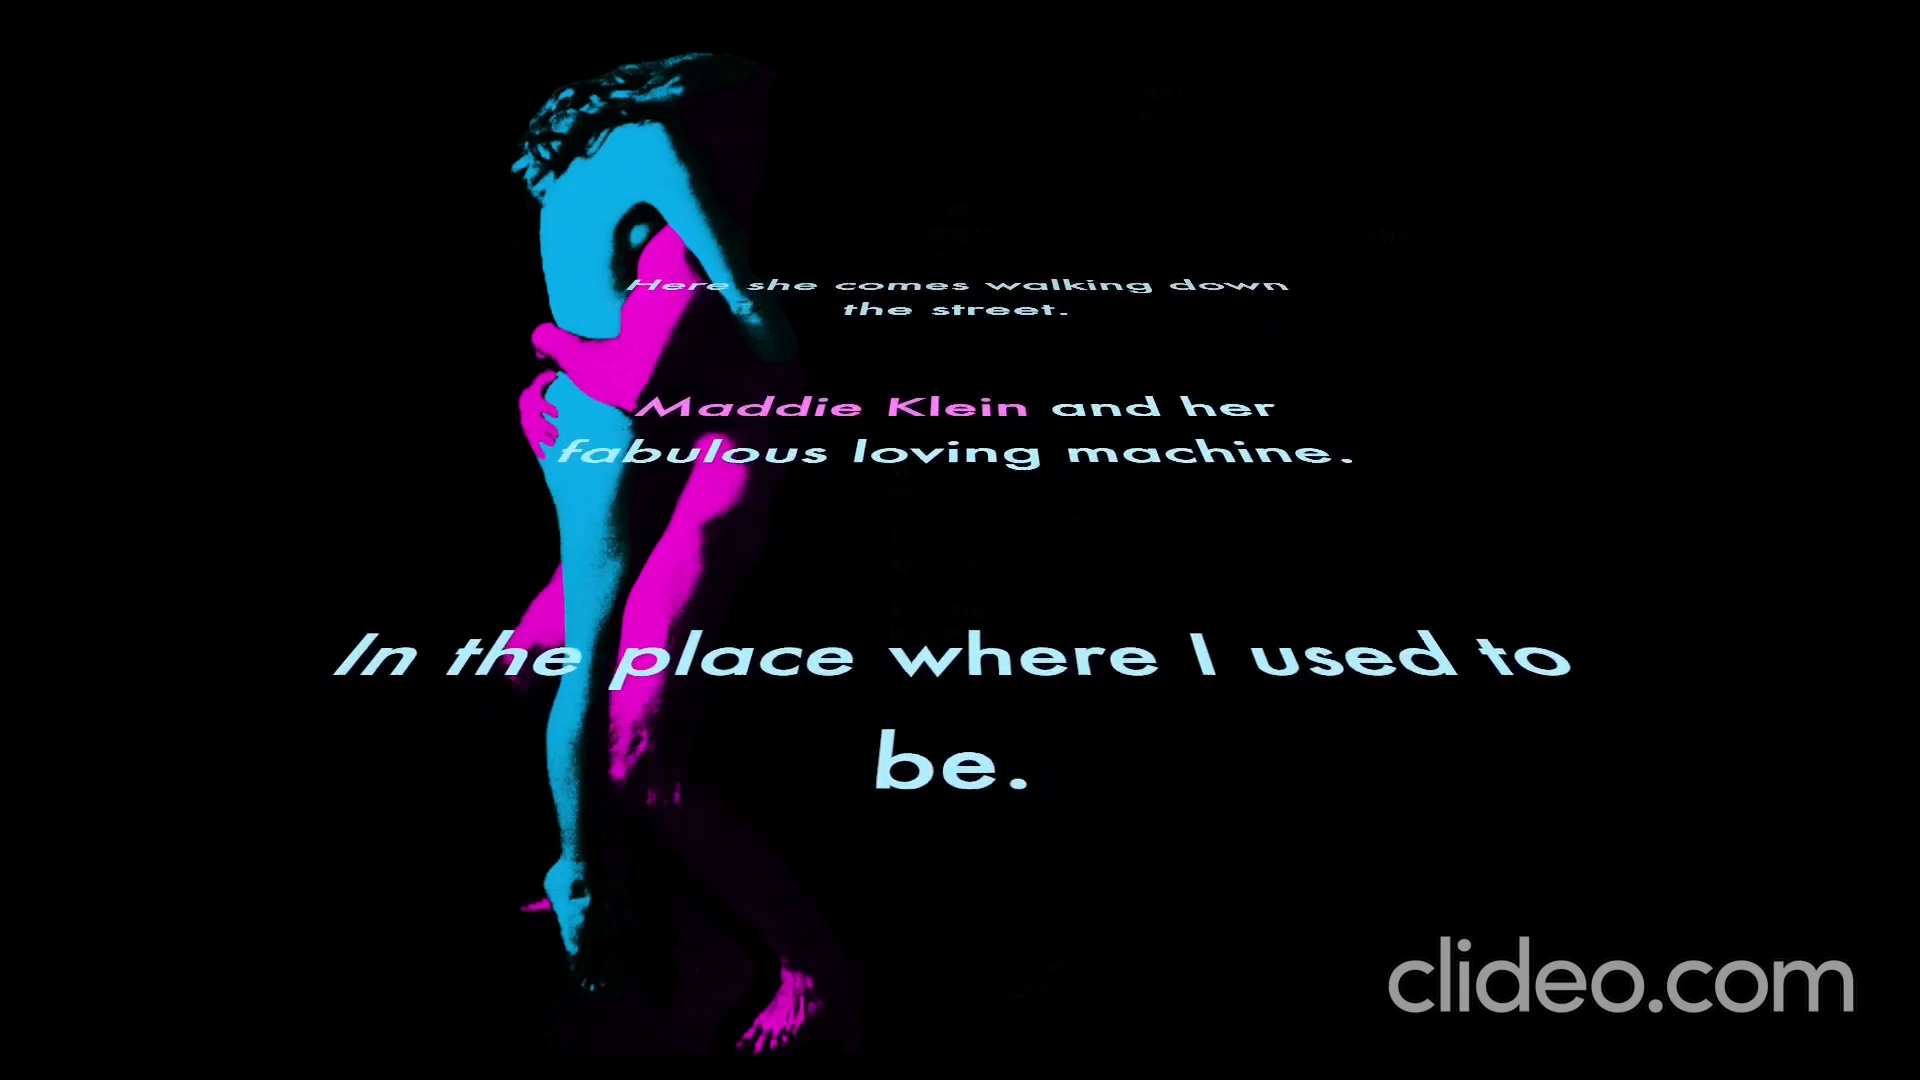 Here she comes walking down
the street.
Maddie Klein and her
fabulous loving machine.
In the place where I used to
be.
clideo.com